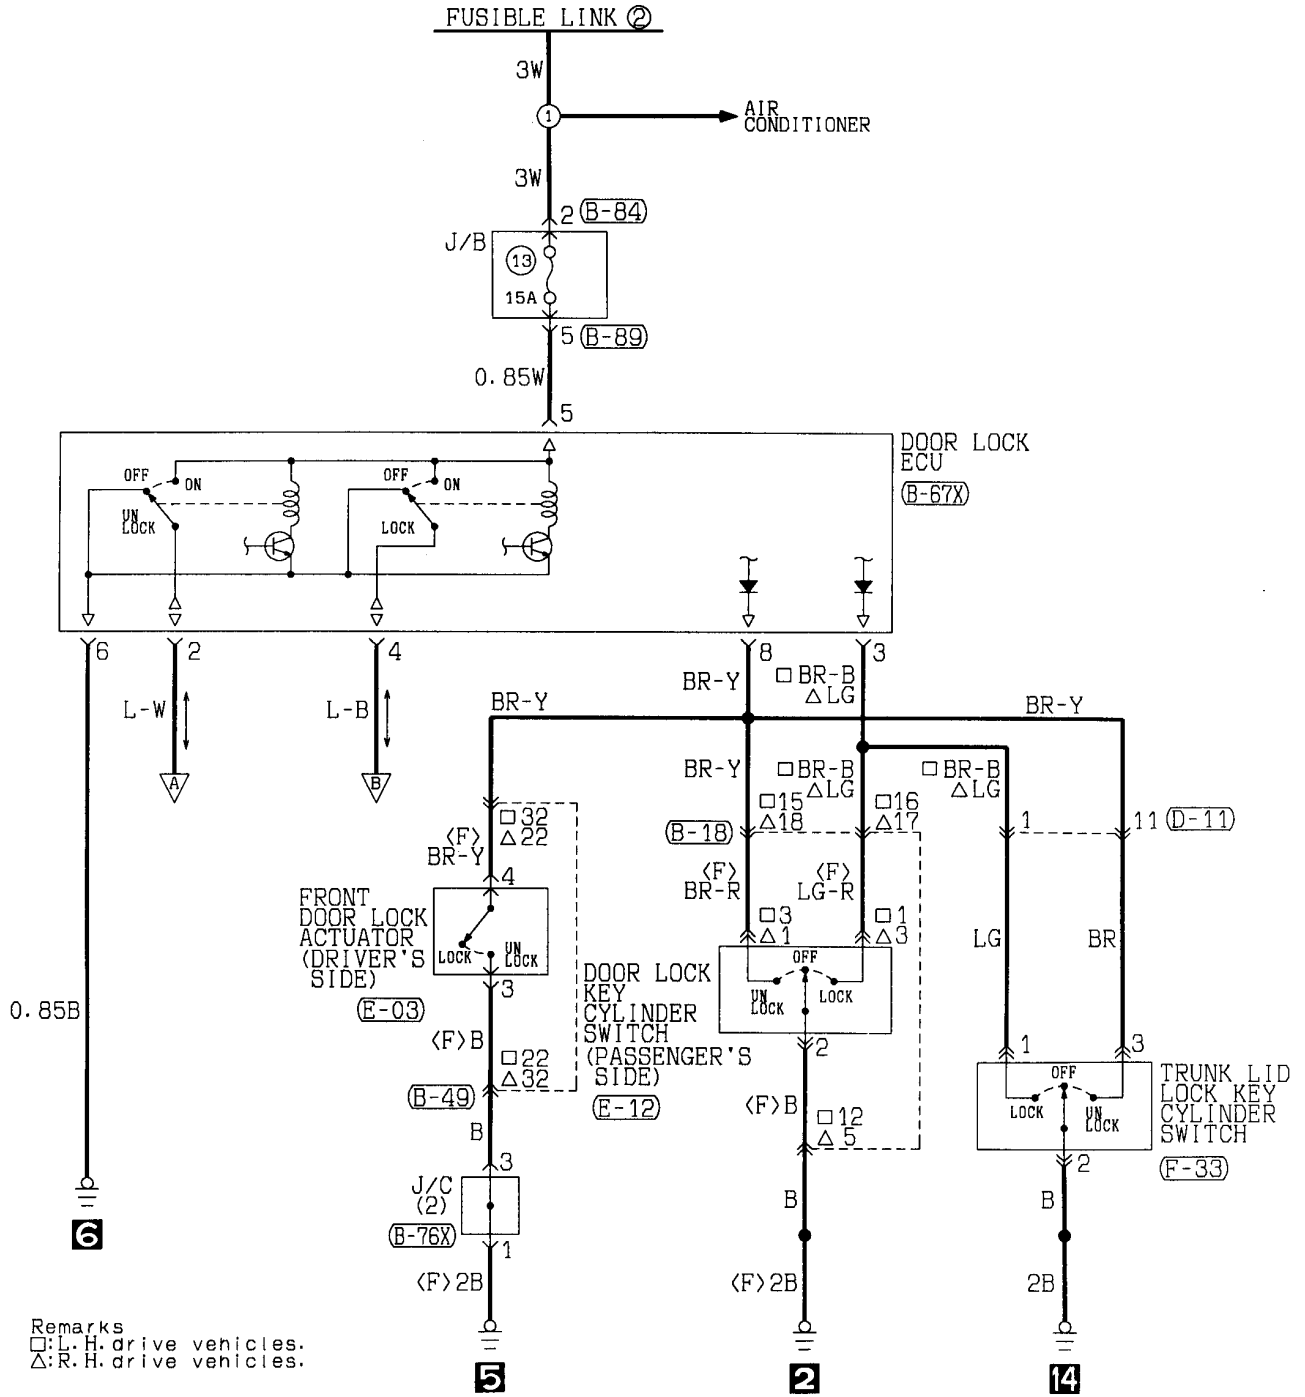 FUSIBLE LINK ②
3W
①
AIR
CONDITIONER
3W
2 (B-84)
J/B
⑬
15A
5 (B-89)
0.85W
5
DOOR LOCK
ECU
(B-67X)
OFF
ON
UN
LOCK
OFF
ON
LOCK
6
2
4
8
3
L-W
L-B
BR-Y
□BR-B
△LG
BR-Y
BR-Y
A
B
BR-Y
□BR-B
△LG
□BR-B
△LG
□32
△22
□15
△18
□16
△17
(B-18)
1
11 (D-11)
<F>
BR-Y
<F>
BR-R
<F>
LG-R
4
FRONT
DOOR LOCK
ACTUATOR
(DRIVER'S
SIDE)
LOCK
UN
LOCK
(E-03)
3
□3
△1
□1
△3
LG
BR
OFF
UN
LOCK
LOCK
DOOR LOCK
KEY
CYLINDER
SWITCH
(PASSENGER'S
SIDE)
(E-12)
0.85B
<F>B
□22
△32
(B-49)
2
1
3
OFF
LOCK
UN
LOCK
TRUNK LID
LOCK KEY
CYLINDER
SWITCH
(F-33)
<F>B
□12
△5
B
3
2
J/C
(2)
(B-76X)
1
B
B
6
<F>2B
<F>2B
2B
Remarks
□:L.H.drive vehicles.
△:R.H.drive vehicles.
5
2
14